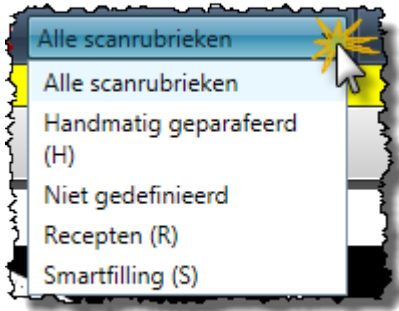 Alle scanrubrieken
Alle scanrubrieken
Handmatig geparafeerd
(H)
Niet gedefinieerd
Recepten (R)
Smartfilling (S)